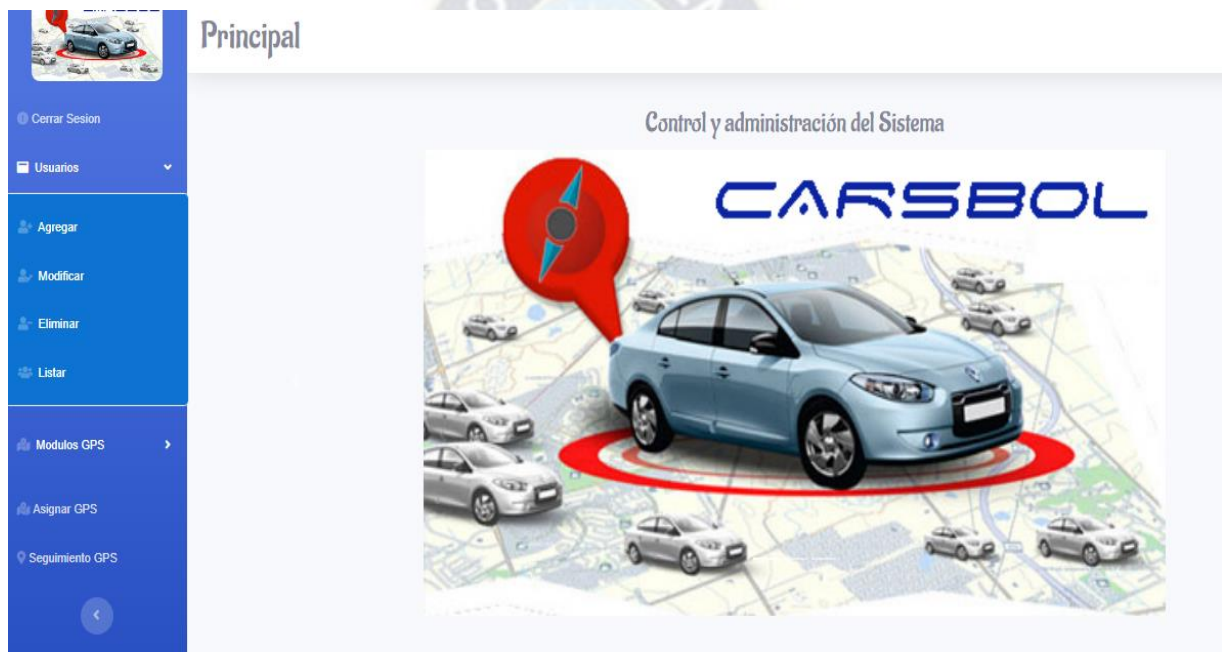 Principal
Cerrar Sesion
Usuarios
Agregar
Modificar
Eliminar
Listar
Modulos GPS
Asignar GPS
Seguimiento GPS
Control y administración del Sistema
CARSBOL